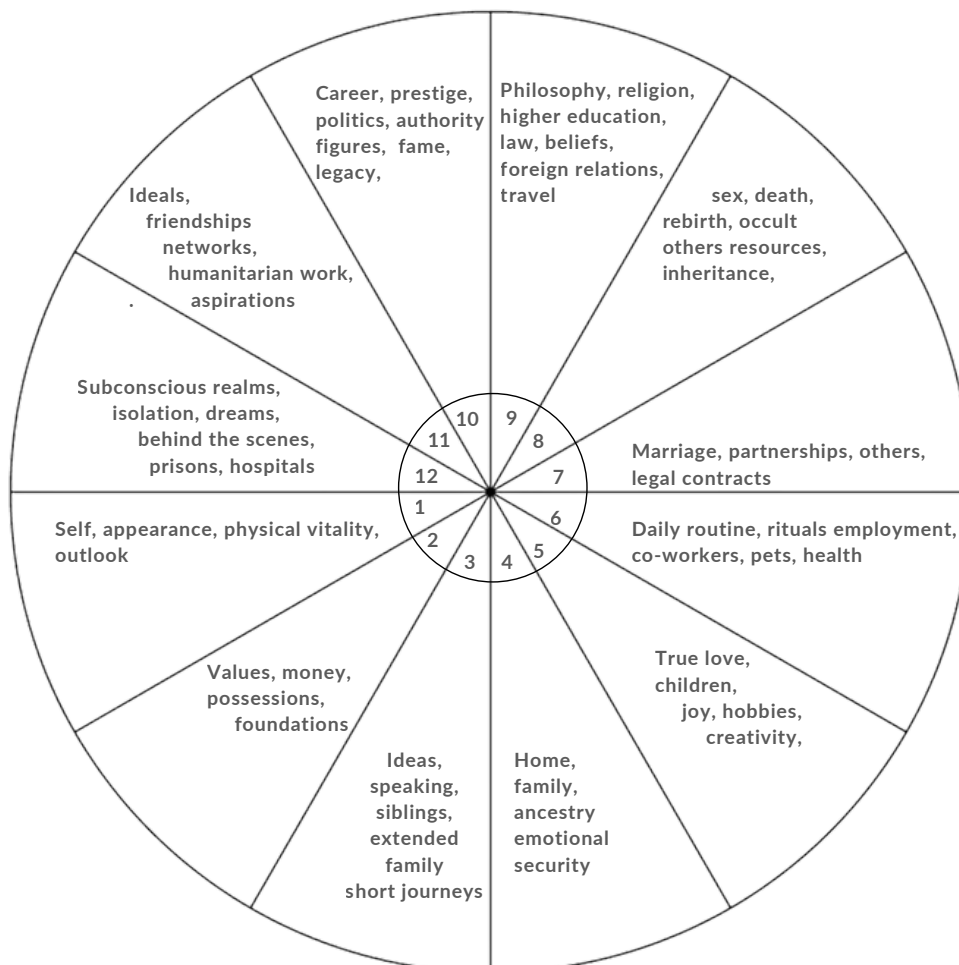 Career, prestige,
politics, authority
figures, fame,
legacy,
Philosophy, religion,
higher education,
law, beliefs,
foreign relations,
travel
Ideals,
friendships
networks,
humanitarian work,
. aspirations
sex, death,
rebirth, occult
others resources,
inheritance,
Subconscious realms,
isolation, dreams,
behind the scenes,
prisons, hospitals
10
9
11
8
12
7
1
6
2
5
3
4
Marriage, partnerships, others,
legal contracts
Self, appearance, physical vitality,
outlook
Daily routine, rituals employment,
co-workers, pets, health
Values, money,
possessions,
foundations
True love,
children,
joy, hobbies,
creativity,
Ideas,
speaking,
siblings,
extended
family
short journeys
Home,
family,
ancestry
emotional
security